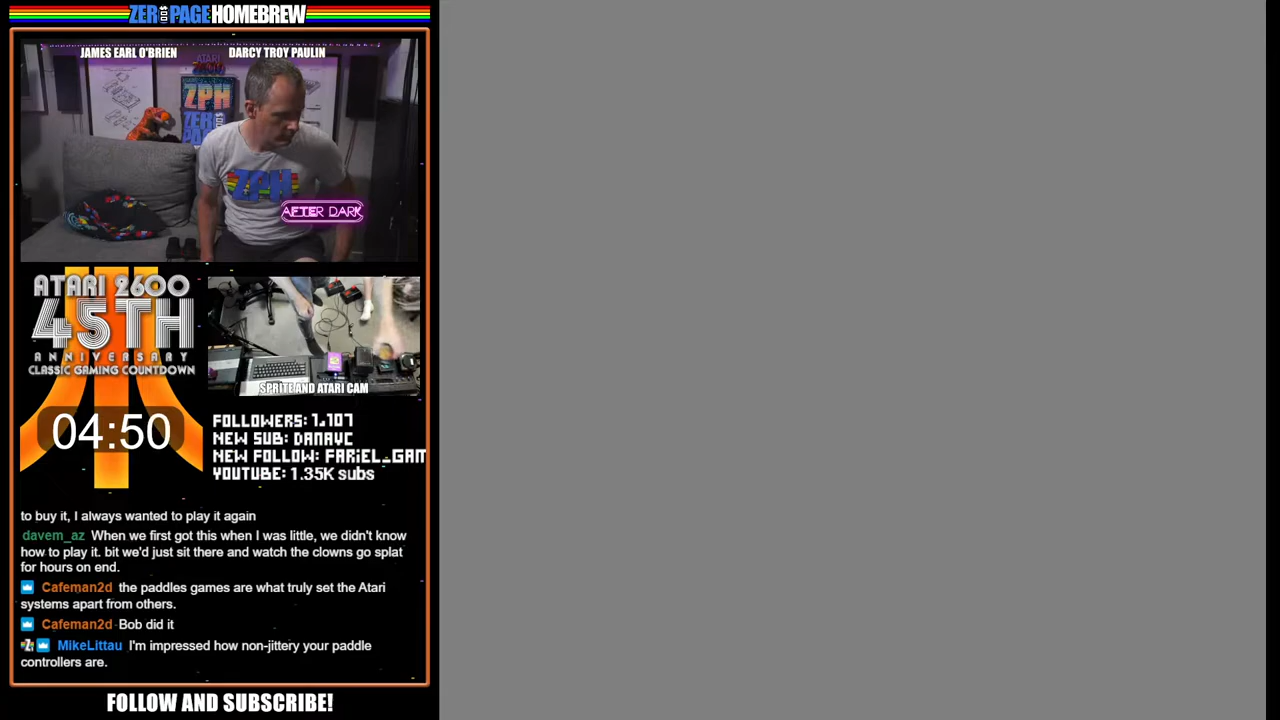 ZERO PAGE HOMEBREW
JAMES EARL O'BRIEN
DARCY TROY PAULIN
ATARI
ZPH
ZPH
AFTER DARK
ATARI 2600
45TH
ANNIVERSARY
CLASSIC GAMING COUNTDOWN
04:50
SPRITE AND ATARI CAM
FOLLOWERS: 1,107
NEW SUB: DANAYC
NEW FOLLOW: FARiEL_GAM
YOUTUBE: 1.35K subs
to buy it, I always wanted to play it again
davem_az When we first got this when I was little, we didn't know
how to play it. bit we'd just sit there and watch the clowns go splat
for hours on end.
Cafeman2d the paddles games are what truly set the Atari
systems apart from others.
Cafeman2d Bob did it
MikeLittau I'm impressed how non-jittery your paddle
controllers are.
FOLLOW AND SUBSCRIBE!